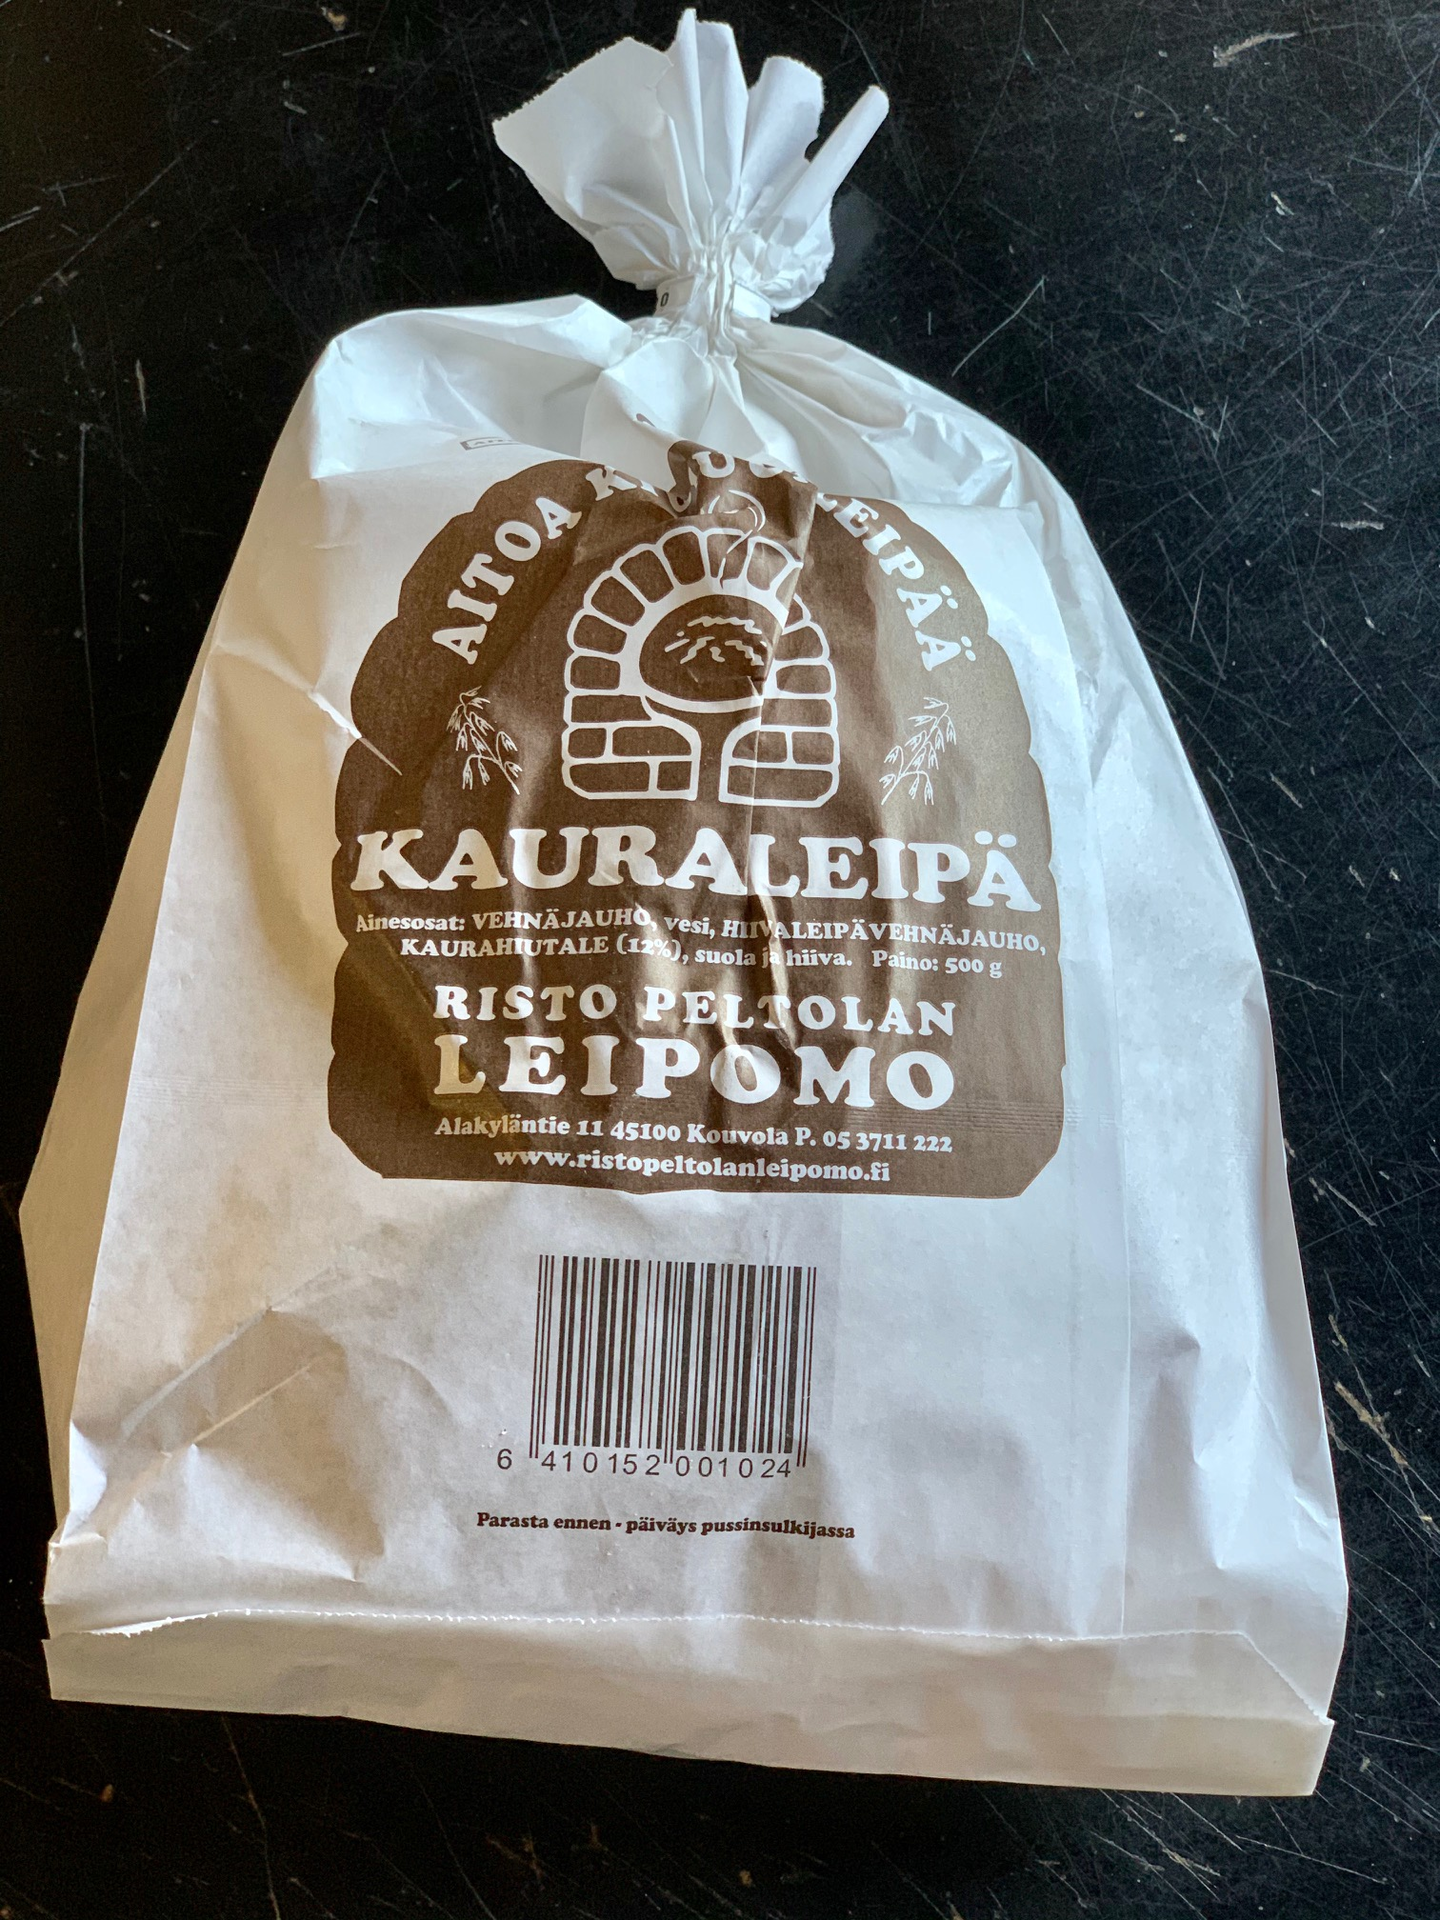 AITOA
KAURALEIPÄ
Ainesosat: VEHNÄJAUHO, vesi, HIIVALEIPÄVEHNÄJAUHO,
KAURAHIUTALE (12%), suola ja hiiva. Paino: 500 g
RISTO PELTOLAN
LEIPOMO
Alakyläntie 11 45100 Kouvola P. 05 3711 222
www.ristopeltolanleipomo.fi
6 410152 001024
Parasta ennen - päiväys pussinsulkijassa